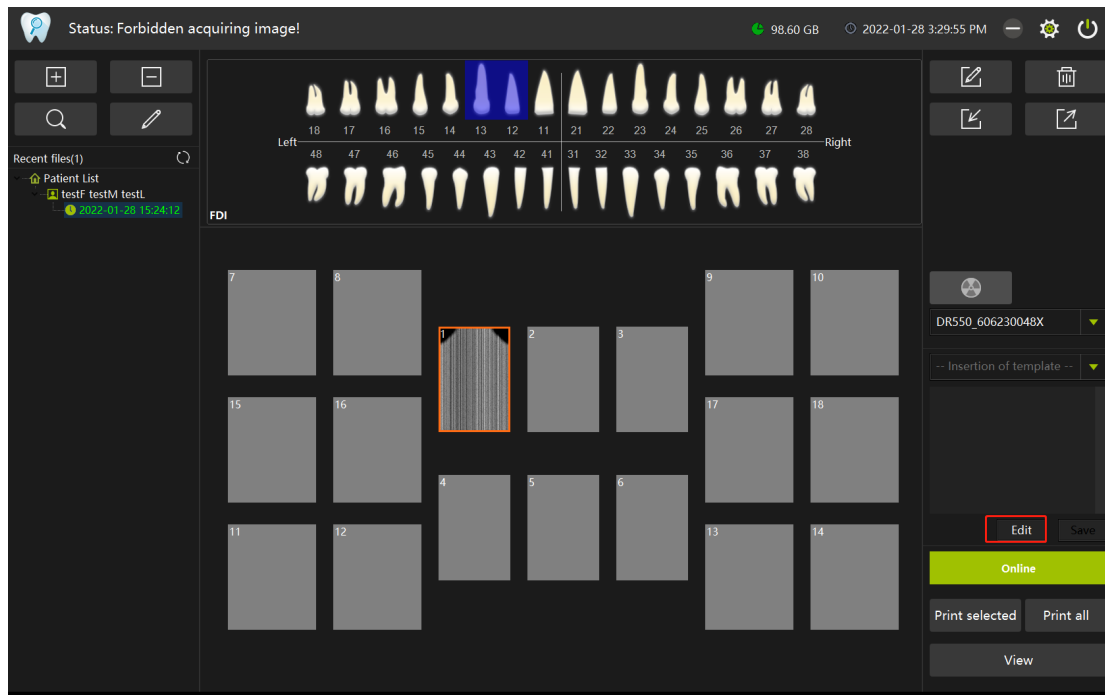 Status: Forbidden acquiring image!
98.60 GB
2022-01-28 3:29:55 PM
Recent files(1)
Patient List
testF testM testL
2022-01-28 15:24:12
18 17 16 15 14 13 12 11 21 22 23 24 25 26 27 28
Left Right
48 47 46 45 44 43 42 41 31 32 33 34 35 36 37 38
FDI
7 8 9 10
1 2 3
15 16 17 18
4 5 6
11 12 13 14
DR550_606230048X
-- Insertion of template --
Edit Save
Online
Print selected Print all
View